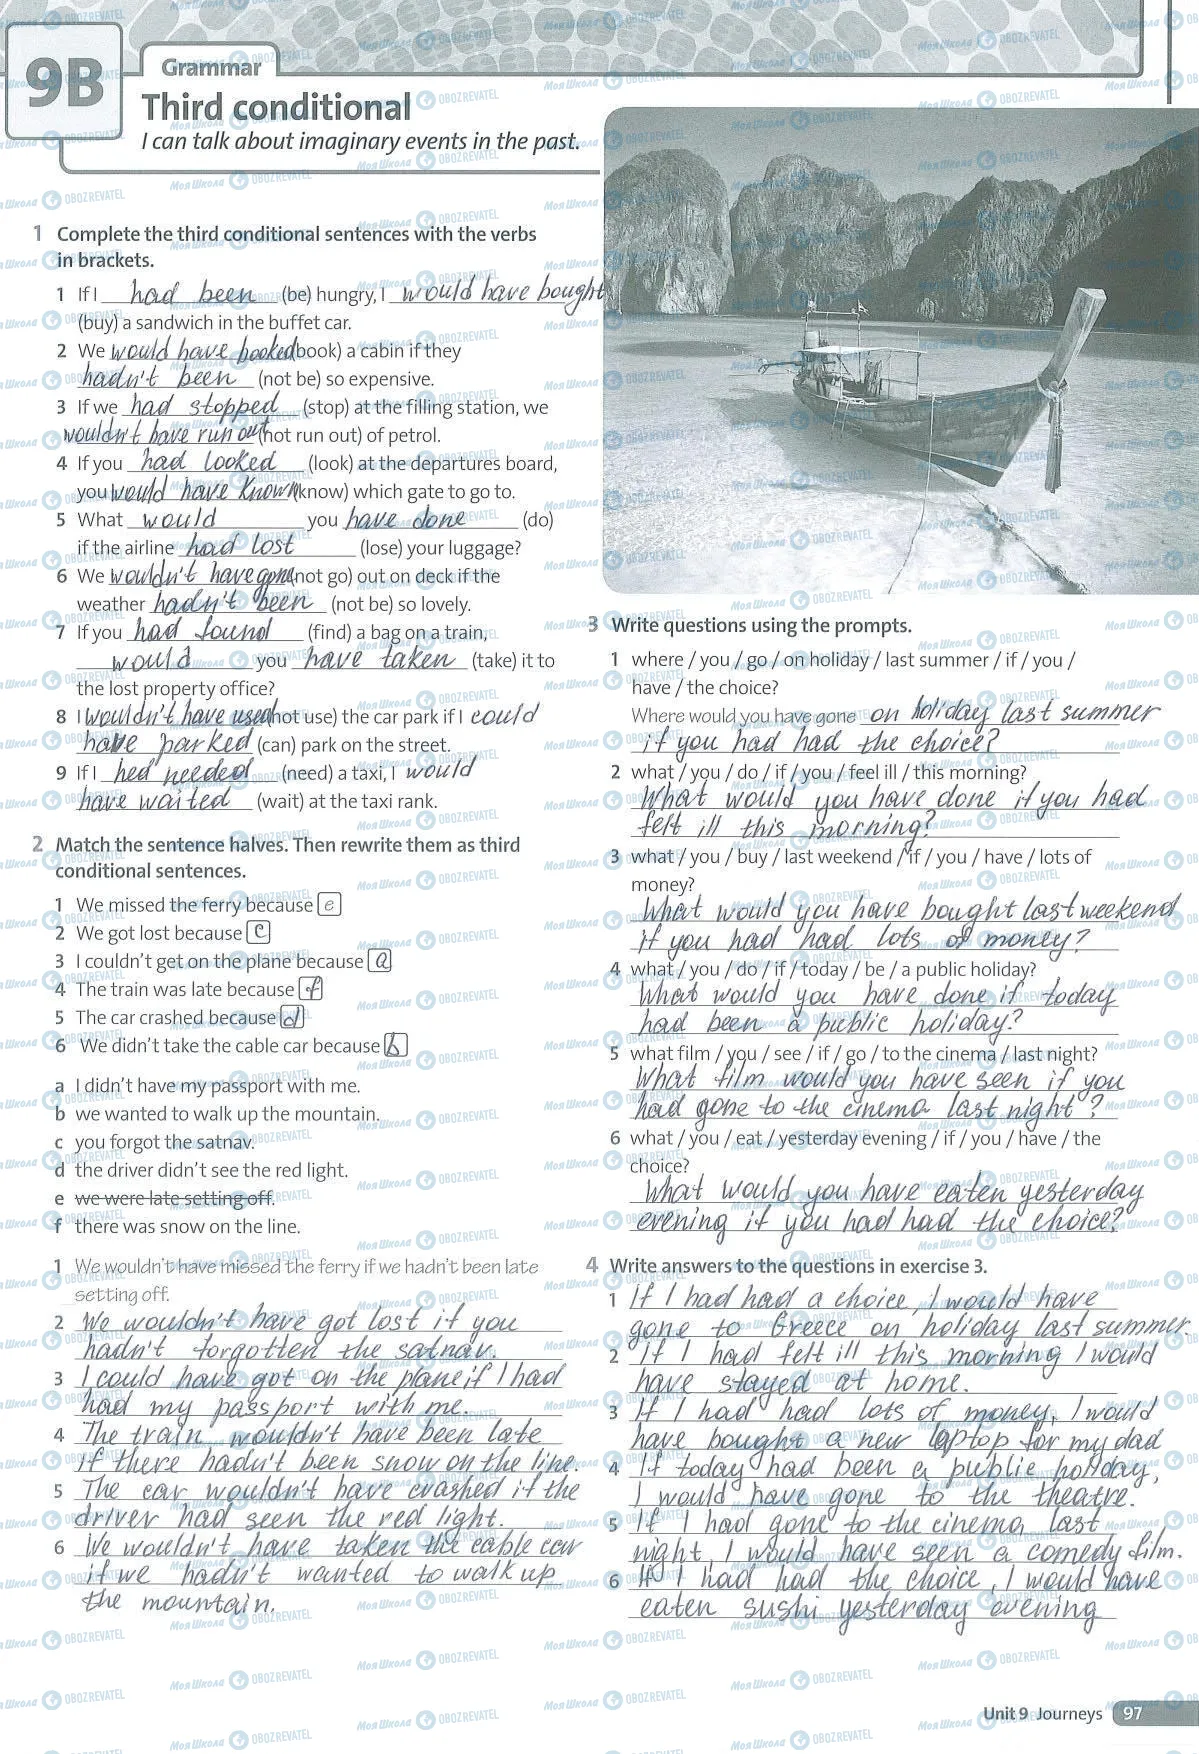 9B
Grammar
Third conditional
I can talk about imaginary events in the past.
1 Complete the third conditional sentences with the verbs
in brackets.
1 If I had been (be) hungry, I would have bought
(buy) a sandwich in the buffet car.
2 We would have booked (book) a cabin if they
hadn't been (not be) so expensive.
3 If we had stopped (stop) at the filling station, we
wouldn't have run out (not run out) of petrol.
4 If you had looked (look) at the departures board,
you would have known (know) which gate to go to.
5 What would you have done (do)
if the airline had lost (lose) your luggage?
6 We wouldn't have gone (not go) out on deck if the
weather hadn't been (not be) so lovely.
7 If you had found (find) a bag on a train,
would you have taken (take) it to
the lost property office?
8 I wouldn't have used (not use) the car park if I could
have parked (can) park on the street.
9 If I hed needed (need) a taxi, I would
have waited (wait) at the taxi rank.
2 Match the sentence halves. Then rewrite them as third
conditional sentences.
1 We missed the ferry because e
2 We got lost because c
3 I couldn't get on the plane because a
4 The train was late because f
5 The car crashed because d
6 We didn't take the cable car because b
a I didn't have my passport with me.
b we wanted to walk up the mountain.
c you forgot the satnav.
d the driver didn't see the red light.
e we were late setting off.
f there was snow on the line.
1 We wouldn't have missed the ferry if we hadn't been late
setting off.
2 We wouldn't have got lost if you
hadn't forgotten the satnav.
3 I could have got on the plane if I had
had my passport with me.
4 The train wouldn't have been late
if there hadn't been snow on the line.
5 The car wouldn't have crashed if the
driver had seen the red light.
6 We wouldn't have taken the cable car
if we hadn't wanted to walk up
the mountain.
3 Write questions using the prompts.
1 where / you / go / on holiday / last summer / if / you /
have / the choice?
Where would you have gone on holiday last summer
if you had had the choice?
2 what / you / do / if / you / feel ill / this morning?
What would you have done if you had
felt ill this morning?
3 what / you / buy / last weekend / if / you / have / lots of
money?
What would you have bought last weekend
if you had had lots of money?
4 what / you / do / if / today / be / a public holiday?
What would you have done if today
had been a public holiday?
5 what film / you / see / if / go / to the cinema / last night?
What film would you have seen if you
had gone to the cinema last night?
6 what / you / eat / yesterday evening / if / you / have / the
choice?
What would you have eaten yesterday
evening if you had had the choice?
4 Write answers to the questions in exercise 3.
1 If I had had a choice, I would have
gone to Greece on holiday last summer.
2 If I had felt ill this morning I would
have stayed at home.
3 If I had had lots of money, I would
have bought a new laptop for my dad
4 If today had been a public holiday,
I would have gone to the theatre.
5 If I had gone to the cinema last
night, I would have seen a comedy film.
6 If I had had the choice, I would have
eaten sushi yesterday evening
Unit 9 Journeys 97
МояШкола OBOZREVATEL